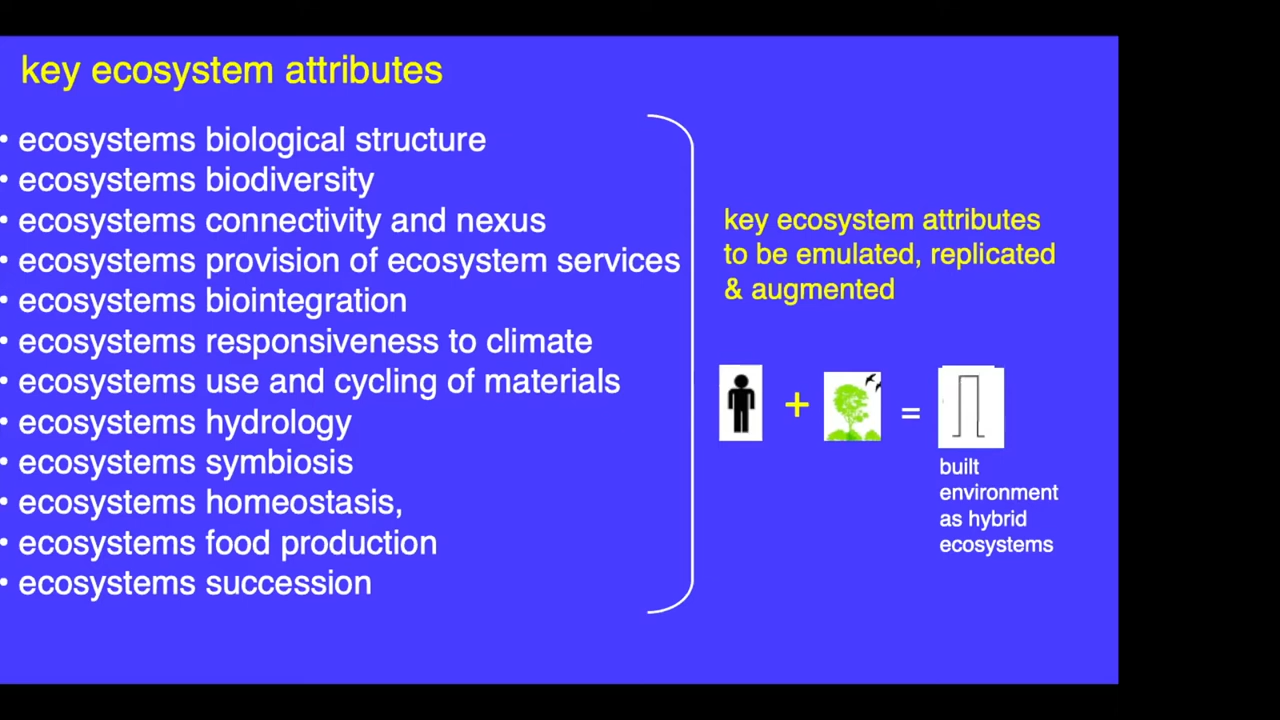 key ecosystem attributes
• ecosystems biological structure
• ecosystems biodiversity
• ecosystems connectivity and nexus
• ecosystems provision of ecosystem services
• ecosystems biointegration
• ecosystems responsiveness to climate
• ecosystems use and cycling of materials
• ecosystems hydrology
• ecosystems symbiosis
• ecosystems homeostasis,
• ecosystems food production
• ecosystems succession
key ecosystem attributes
to be emulated, replicated
& augmented
+ =
built
environment
as hybrid
ecosystems